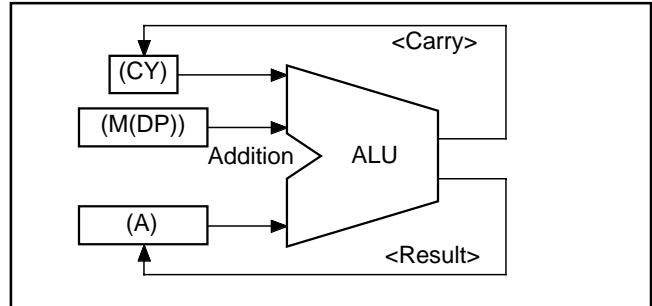 <Carry>
(CY)
(M(DP))
Addition
ALU
(A)
<Result>